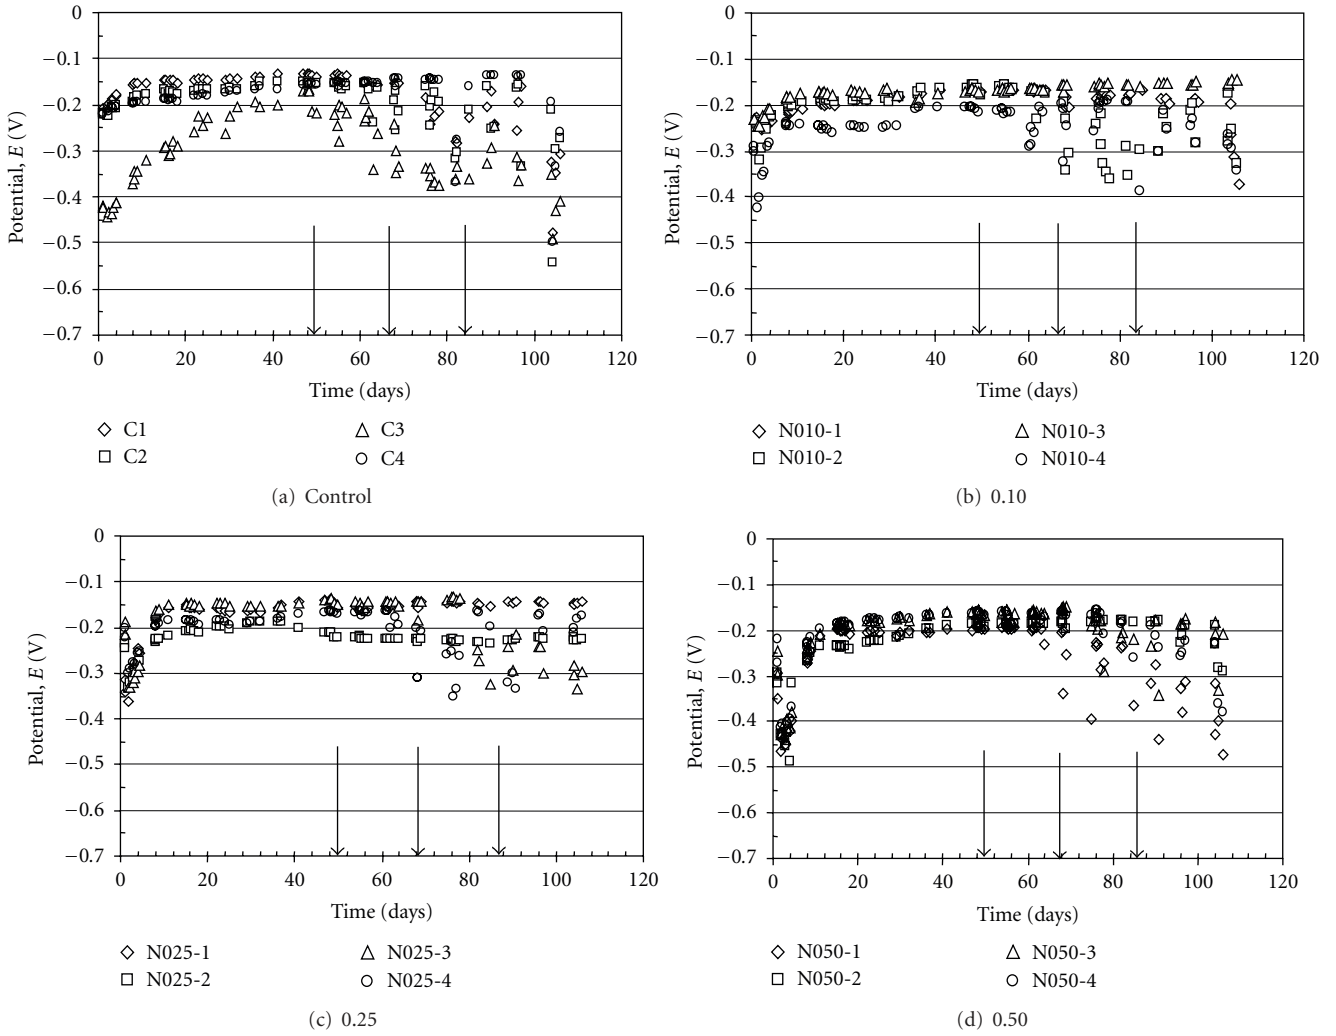 0
−0.1
−0.2
−0.3
−0.4
−0.5
−0.6
−0.7
Potential, E (V)
0 20 40 60 80 100 120
Time (days)
C1
C2
C3
C4
(a) Control
0
−0.1
−0.2
−0.3
−0.4
−0.5
−0.6
−0.7
Potential, E (V)
0 20 40 60 80 100 120
Time (days)
N010-1
N010-2
N010-3
N010-4
(b) 0.10
0
−0.1
−0.2
−0.3
−0.4
−0.5
−0.6
−0.7
Potential, E (V)
0 20 40 60 80 100 120
Time (days)
N025-1
N025-2
N025-3
N025-4
(c) 0.25
0
−0.1
−0.2
−0.3
−0.4
−0.5
−0.6
−0.7
Potential, E (V)
0 20 40 60 80 100 120
Time (days)
N050-1
N050-2
N050-3
N050-4
(d) 0.50